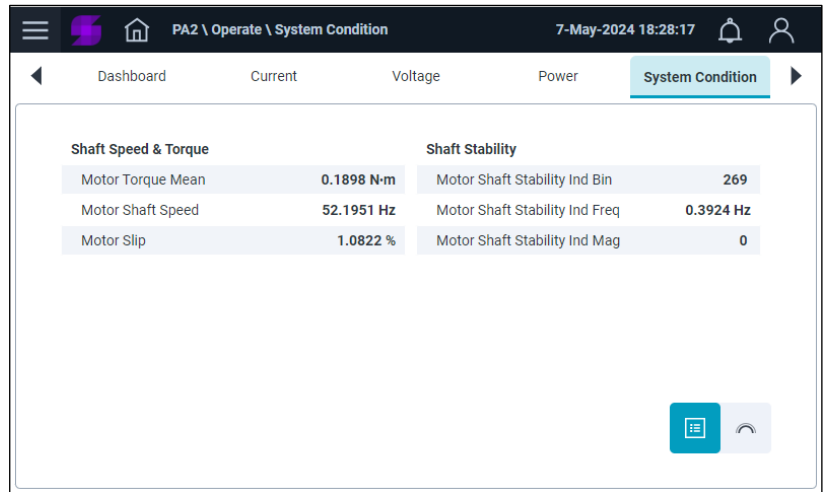 PA2 \ Operate \ System Condition 7-May-2024 18:28:17
Dashboard Current Voltage Power System Condition
Shaft Speed & Torque Shaft Stability
Motor Torque Mean 0.1898 N·m Motor Shaft Stability Ind Bin 269
Motor Shaft Speed 52.1951 Hz Motor Shaft Stability Ind Freq 0.3924 Hz
Motor Slip 1.0822 % Motor Shaft Stability Ind Mag 0